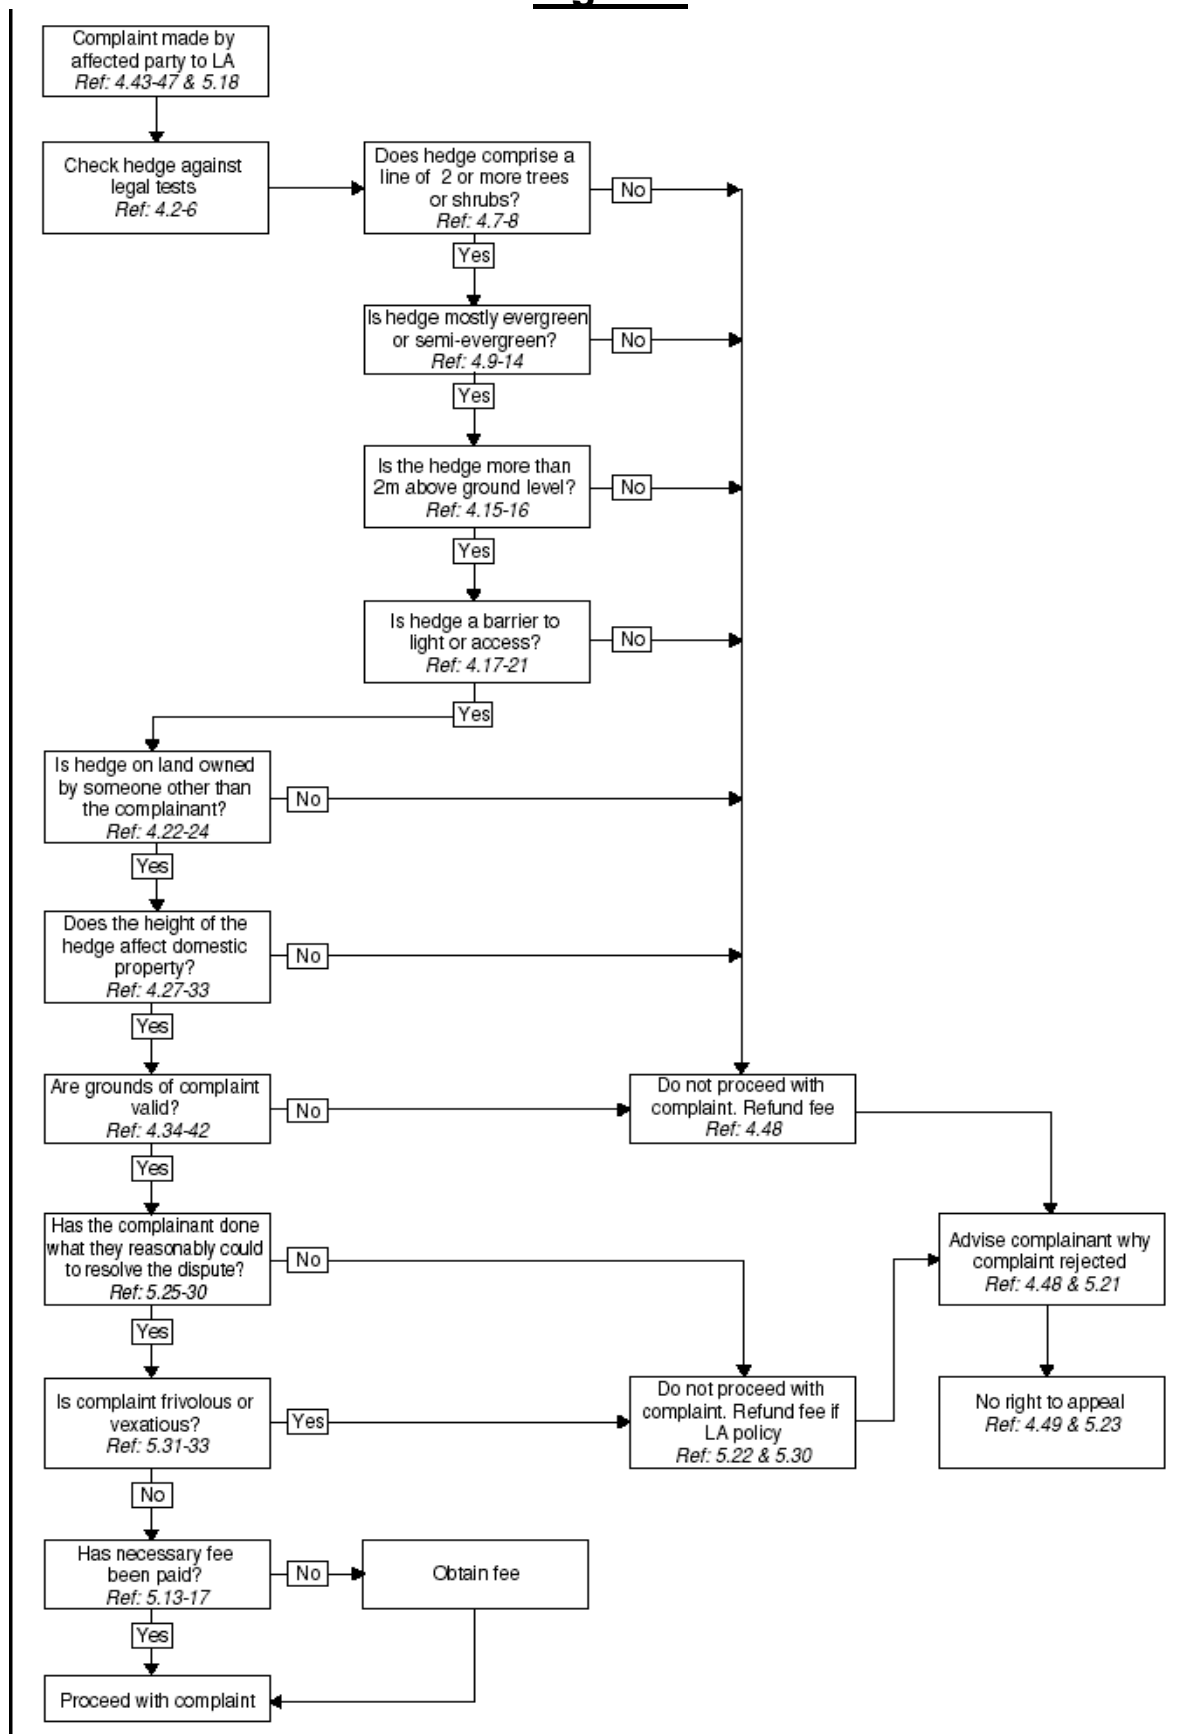 Complaint made by
affected party to LA
Ref: 4.43-47 & 5.18
Check hedge against
legal tests
Ref: 4.2-6
Does hedge comprise a
line of 2 or more trees
or shrubs?
Ref: 4.7-8
No
Yes
Is hedge mostly evergreen
or semi-evergreen?
Ref: 4.9-14
No
Yes
Is the hedge more than
2m above ground level?
Ref: 4.15-16
No
Yes
Is hedge a barrier to
light or access?
Ref: 4.17-21
No
Yes
Is hedge on land owned
by someone other than
the complainant?
Ref: 4.22-24
No
Yes
Does the height of the
hedge affect domestic
property?
Ref: 4.27-33
No
Yes
Are grounds of complaint
valid?
Ref: 4.34-42
No
Do not proceed with
complaint. Refund fee
Ref: 4.48
Yes
Has the complainant done
what they reasonably could
to resolve the dispute?
Ref: 5.25-30
No
Advise complainant why
complaint rejected
Ref: 4.48 & 5.21
Yes
Is complaint frivolous or
vexatious?
Ref: 5.31-33
Yes
Do not proceed with
complaint. Refund fee if
LA policy
Ref: 5.22 & 5.30
No right to appeal
Ref: 4.49 & 5.23
No
Has necessary fee
been paid?
Ref: 5.13-17
No
Obtain fee
Yes
Proceed with complaint